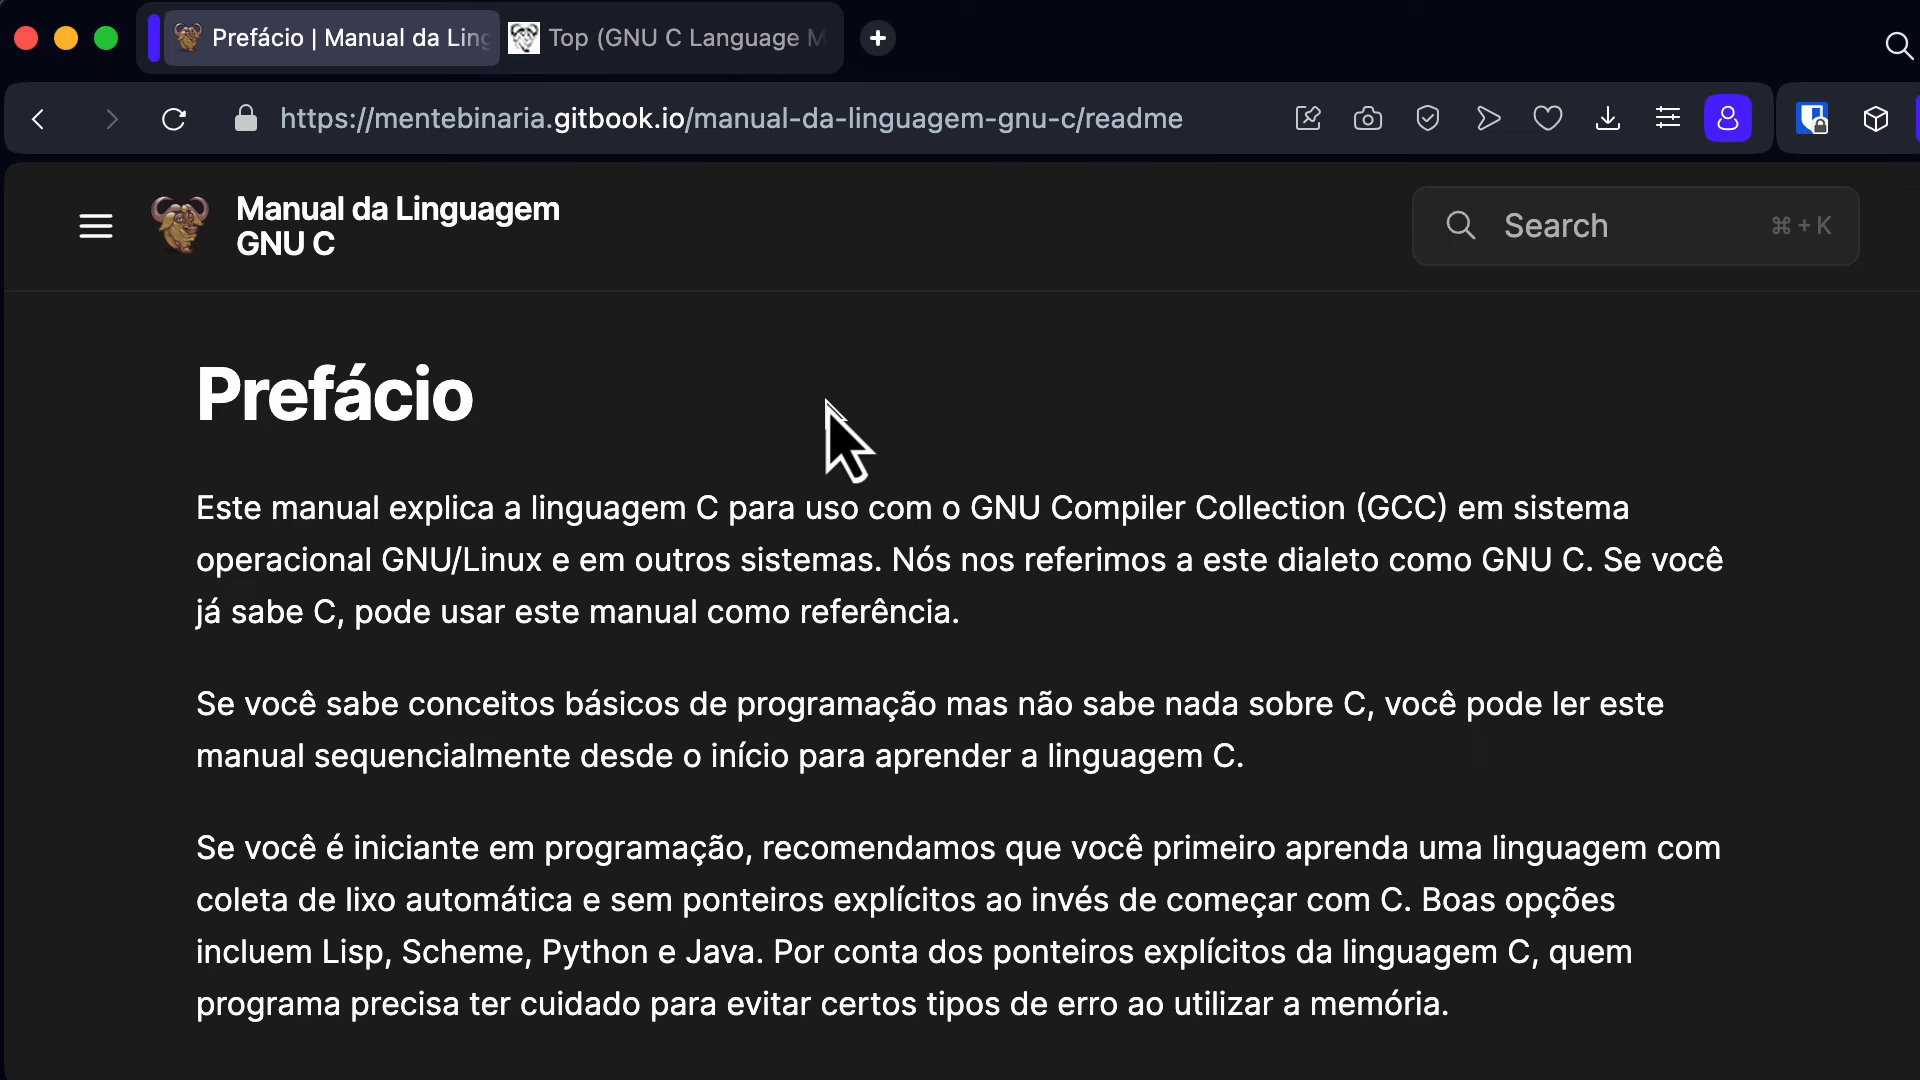 Prefácio | Manual da Ling
Top (GNU C Language M
https://mentebinaria.gitbook.io/manual-da-linguagem-gnu-c/readme
Manual da Linguagem
GNU C
Search
⌘ + K
Prefácio
Este manual explica a linguagem C para uso com o GNU Compiler Collection (GCC) em sistema
operacional GNU/Linux e em outros sistemas. Nós nos referimos a este dialeto como GNU C. Se você
já sabe C, pode usar este manual como referência.
Se você sabe conceitos básicos de programação mas não sabe nada sobre C, você pode ler este
manual sequencialmente desde o início para aprender a linguagem C.
Se você é iniciante em programação, recomendamos que você primeiro aprenda uma linguagem com
coleta de lixo automática e sem ponteiros explícitos ao invés de começar com C. Boas opções
incluem Lisp, Scheme, Python e Java. Por conta dos ponteiros explícitos da linguagem C, quem
programa precisa ter cuidado para evitar certos tipos de erro ao utilizar a memória.